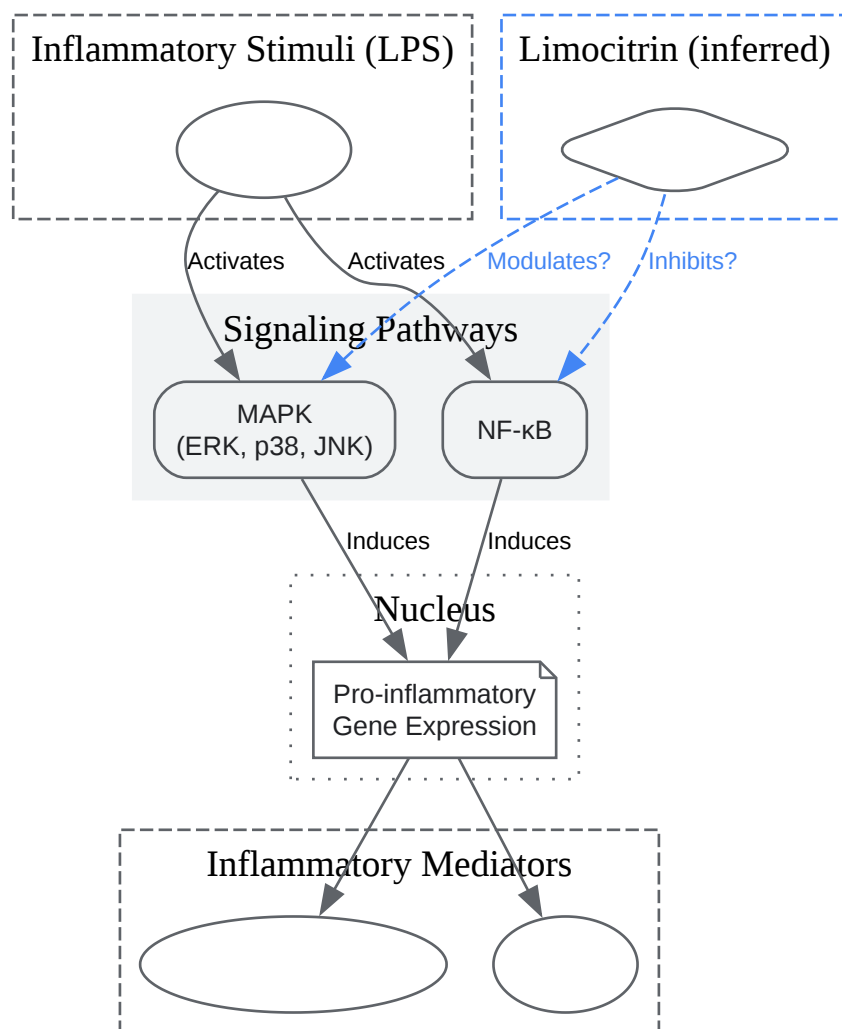 Inflammatory Stimuli (LPS)
Limocitrin (inferred)
Activates
Activates
Modulates?
Inhibits?
Signaling Pathways
MAPK
(ERK, p38, JNK)
NF-κB
Induces
Induces
Nucleus
Pro-inflammatory
Gene Expression
Inflammatory Mediators